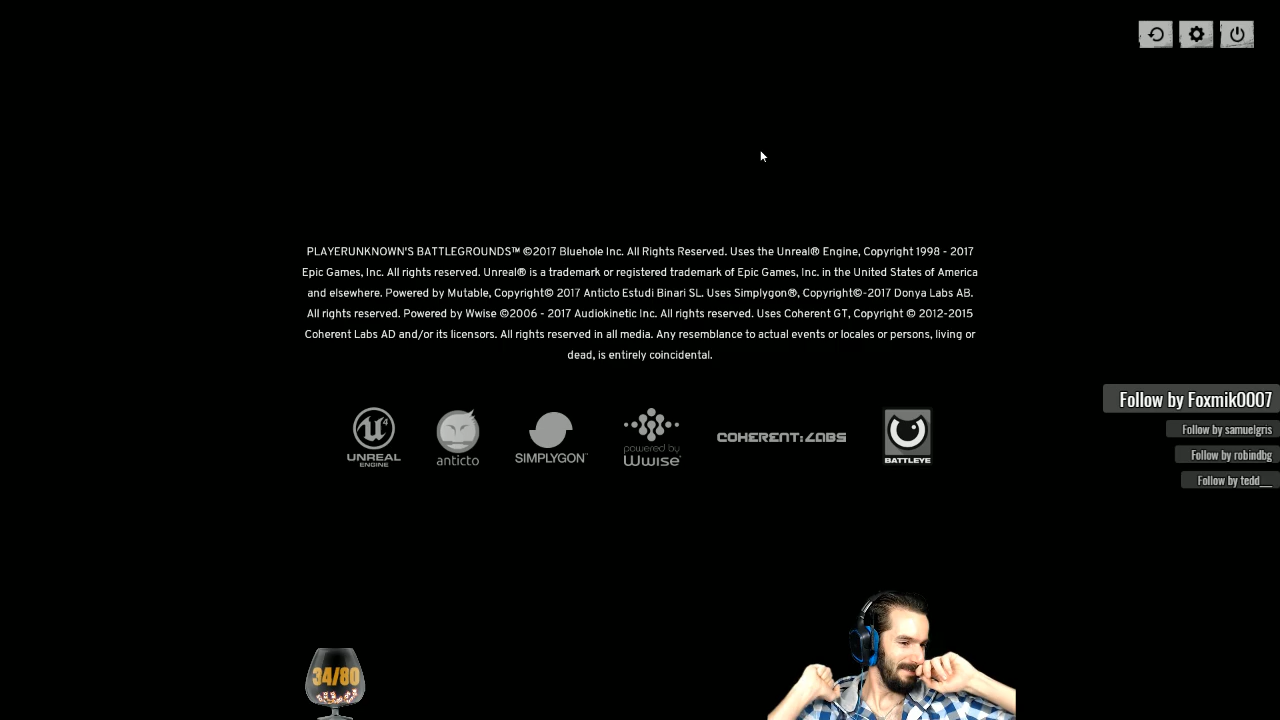 PLAYERUNKNOWN'S BATTLEGROUNDS™ ©2017 Bluehole Inc. All Rights Reserved. Uses the Unreal® Engine, Copyright 1998 - 2017
Epic Games, Inc. All rights reserved. Unreal® is a trademark or registered trademark of Epic Games, Inc. in the United States of America
and elsewhere. Powered by Mutable, Copyright© 2017 Anticto Estudi Binari SL. Uses Simplygon®, Copyright©-2017 Donya Labs AB.
All rights reserved. Powered by Wwise ©2006 - 2017 Audiokinetic Inc. All rights reserved. Uses Coherent GT, Copyright © 2012-2015
Coherent Labs AD and/or its licensors. All rights reserved in all media. Any resemblance to actual events or locales or persons, living or
dead, is entirely coincidental.
Follow by Foxmik0007
Follow by samuelgris
Follow by robindbg
Follow by tedd__
4
UNREAL
ENGINE
anticto
SIMPLYGON™
powered by
Wwise
COHERENT:LABS
BATTLEYE
34/80